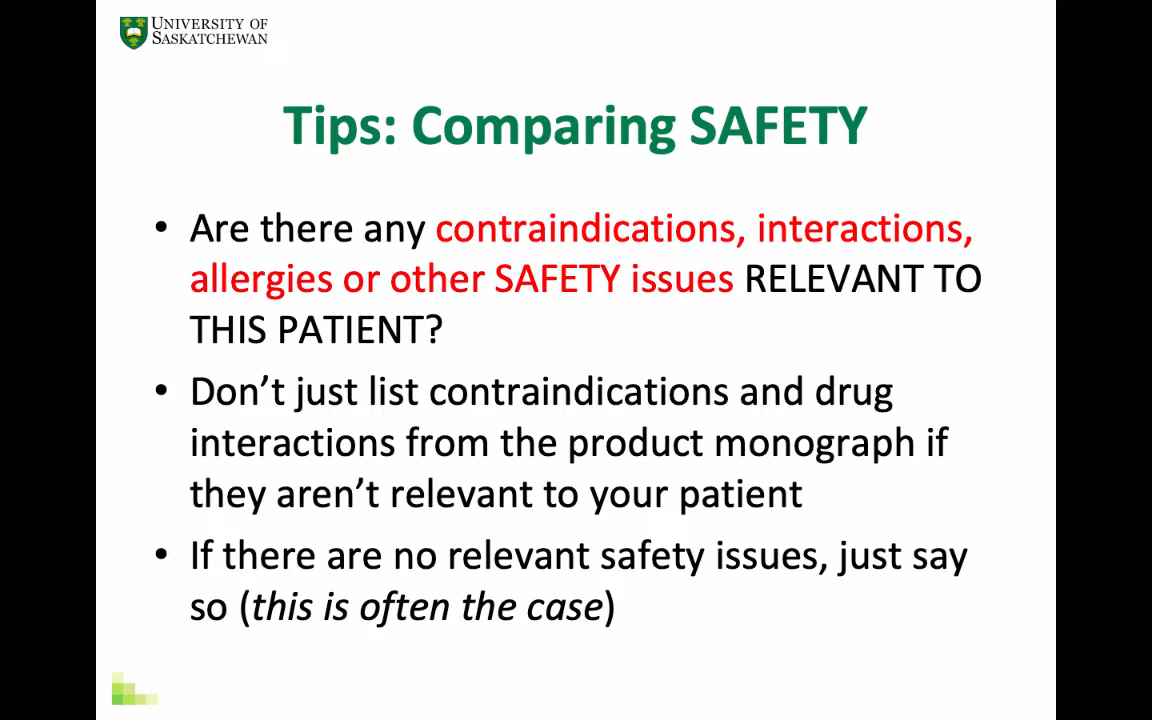 UNIVERSITY OF
SASKATCHEWAN
Tips: Comparing SAFETY
• Are there any contraindications, interactions,
allergies or other SAFETY issues RELEVANT TO
THIS PATIENT?
• Don’t just list contraindications and drug
interactions from the product monograph if
they aren’t relevant to your patient
• If there are no relevant safety issues, just say
so (this is often the case)